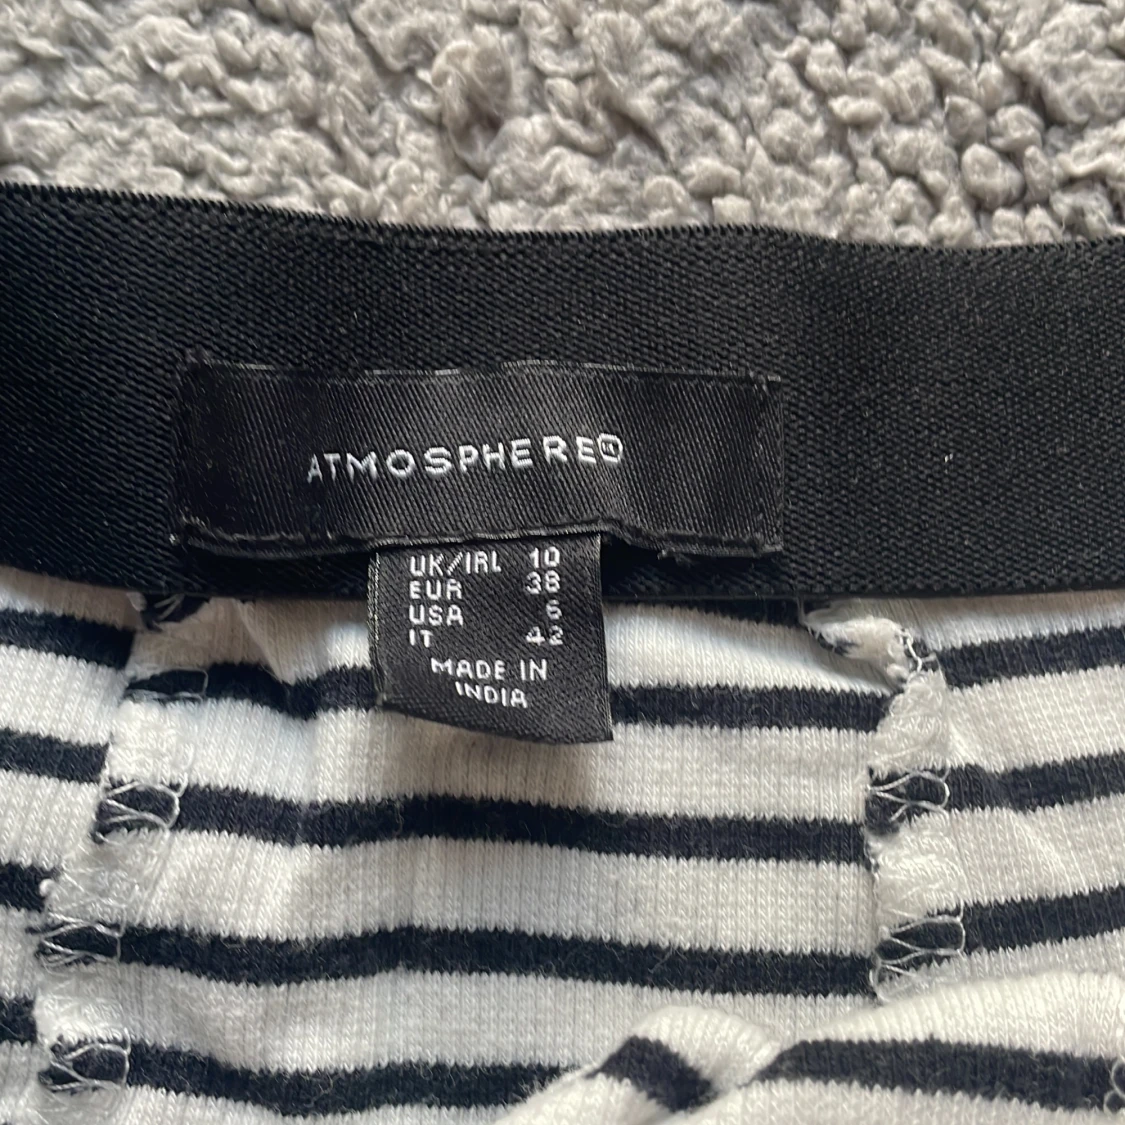 ATMOSPHERE
UK/IRL 10
EUR 38
USA 6
IT 42
MADE IN
INDIA